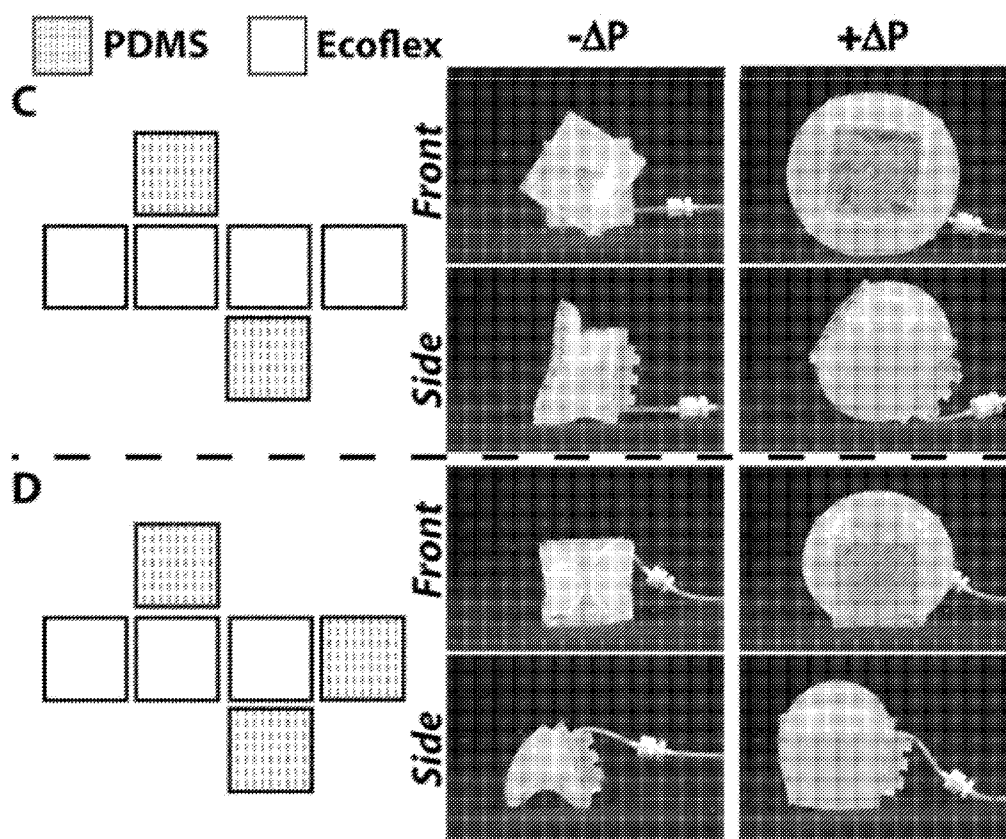 PDMS Ecoflex -ΔP +ΔP
C
Front
Side
D
Front
Side